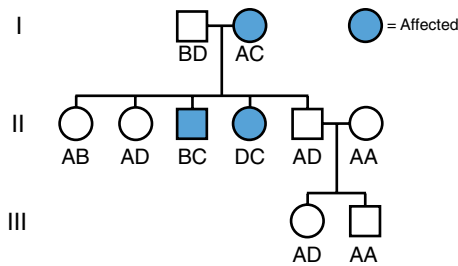 I
= Affected
BD AC
II
AB AD BC DC AD AA
III
AD AA